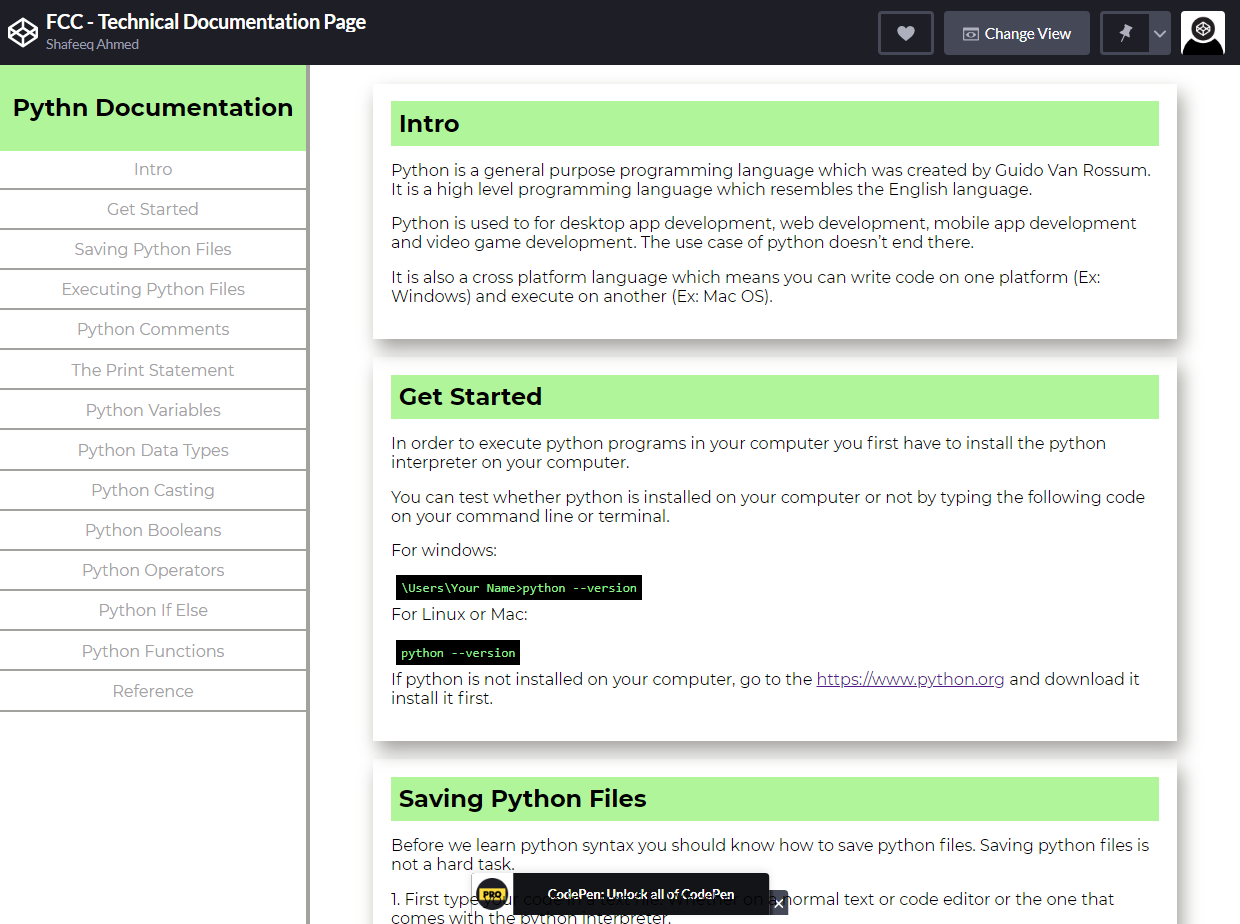 FCC - Technical Documentation Page
Shafeeq Ahmed
Change View
Pythn Documentation
Intro
Get Started
Saving Python Files
Executing Python Files
Python Comments
The Print Statement
Python Variables
Python Data Types
Python Casting
Python Booleans
Python Operators
Python If Else
Python Functions
Reference
Intro
Python is a general purpose programming language which was created by Guido Van Rossum.
It is a high level programming language which resembles the English language.
Python is used to for desktop app development, web development, mobile app development
and video game development. The use case of python doesn’t end there.
It is also a cross platform language which means you can write code on one platform (Ex:
Windows) and execute on another (Ex: Mac OS).
Get Started
In order to execute python programs in your computer you first have to install the python
interpreter on your computer.
You can test whether python is installed on your computer or not by typing the following code
on your command line or terminal.
For windows:
\Users\Your Name>python --version
For Linux or Mac:
python --version
If python is not installed on your computer, go to the https://www.python.org and download it
install it first.
Saving Python Files
Before we learn python syntax you should know how to save python files. Saving python files is
not a hard task.
1. First type normal text or code editor or the one that
comes with the python interpreter.
PRO
CodePen: Unlock all of CodePen